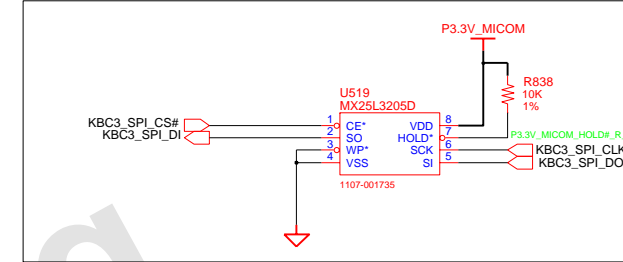 P3.3V_MICOM
U519
MX25L3205D
R838
10K
1%
KBC3_SPI_CS#
KBC3_SPI_DI
1 CE* VDD 8
2 SO HOLD* 7
3 WP* SCK 6
4 VSS SI 5
P3.3V_MICOM_HOLD#_R
KBC3_SPI_CLK
KBC3_SPI_DO
1107-001735